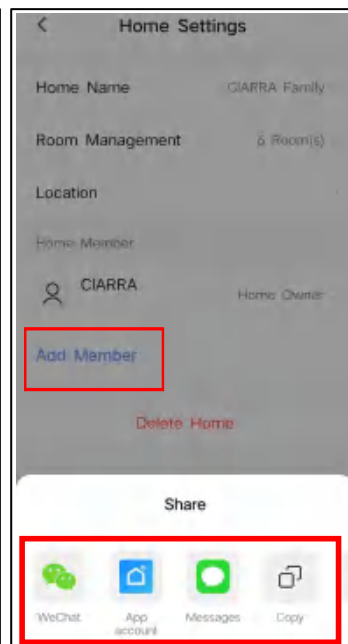 Home Settings
Home Name CIARRA Family
Room Management 6 Room(s)
Location
Home Member
CIARRA
Home Owner
Add Member
Delete Home
Share
WeChat App account Messages Copy